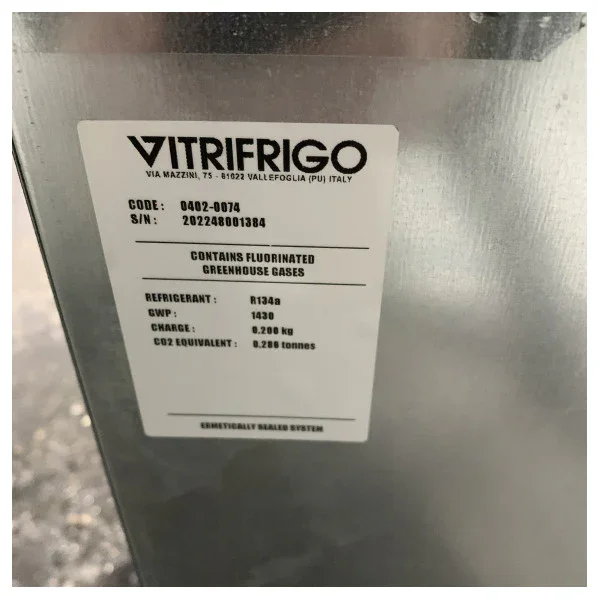 VITRIFRIGO
VIA MAZZINI, 75 - 61022 VALLEFOGLIA (PU) ITALY
CODE: 0402-0074
S/N: 202248001384
CONTAINS FLUORINATED
GREENHOUSE GASES
REFRIGERANT: R134a
GWP: 1430
CHARGE: 0.200 kg
CO2 EQUIVALENT: 0.286 tonnes
ERMETICALLY SEALED SYSTEM